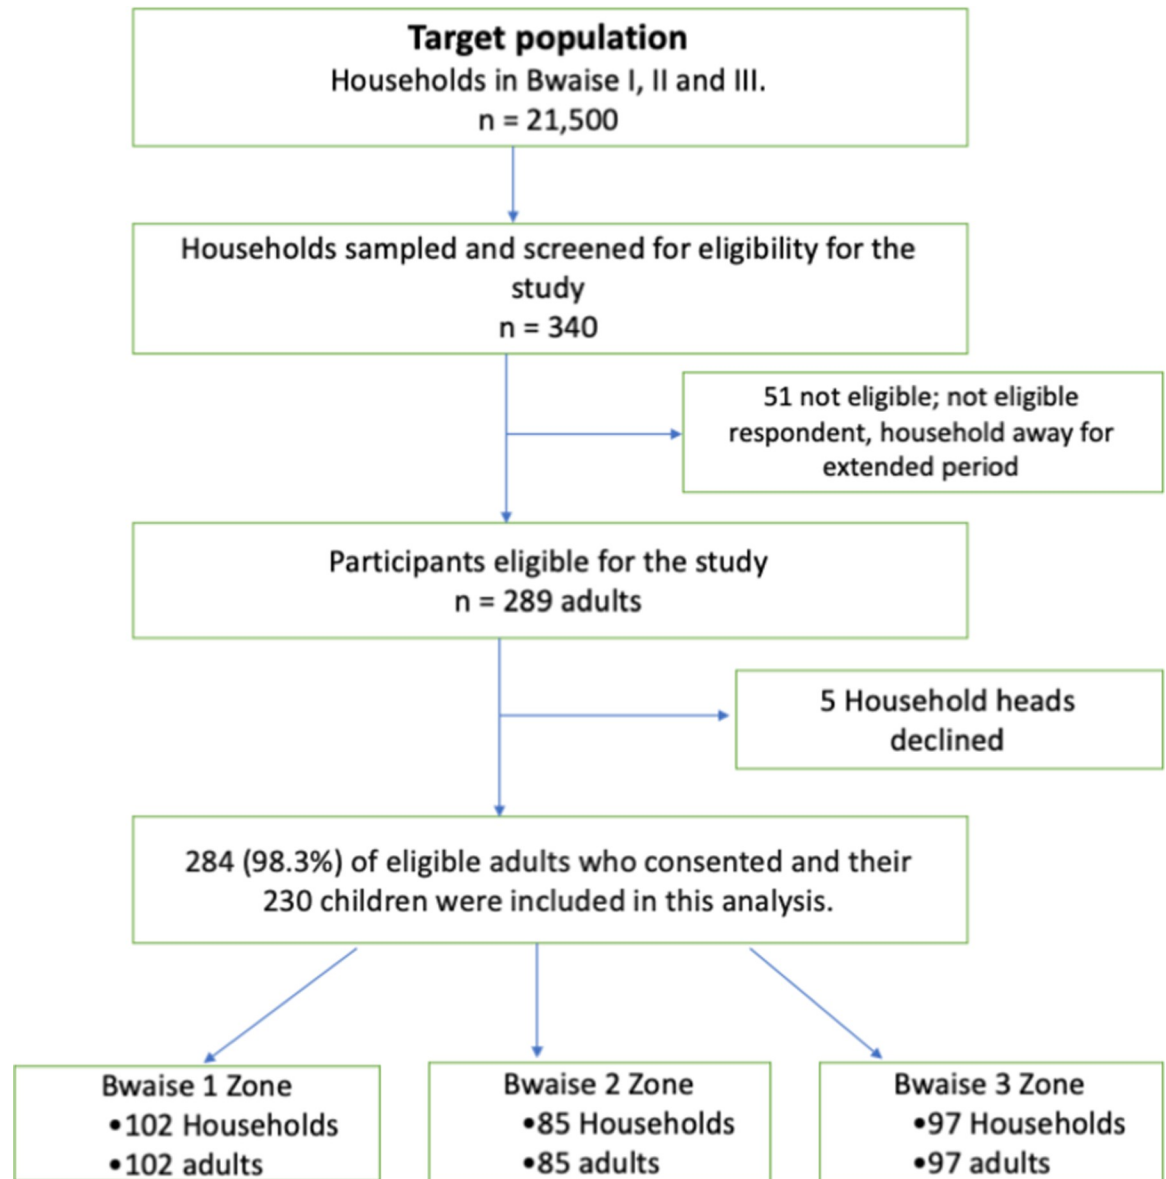 Target population
Households in Bwaise I, II and III.
n = 21,500
Households sampled and screened for eligibility for the
study
n = 340
51 not eligible; not eligible
respondent, household away for
extended period
Participants eligible for the study
n = 289 adults
5 Household heads
declined
284 (98.3%) of eligible adults who consented and their
230 children were included in this analysis.
Bwaise 1 Zone
•102 Households
•102 adults
Bwaise 2 Zone
•85 Households
•85 adults
Bwaise 3 Zone
•97 Households
•97 adults